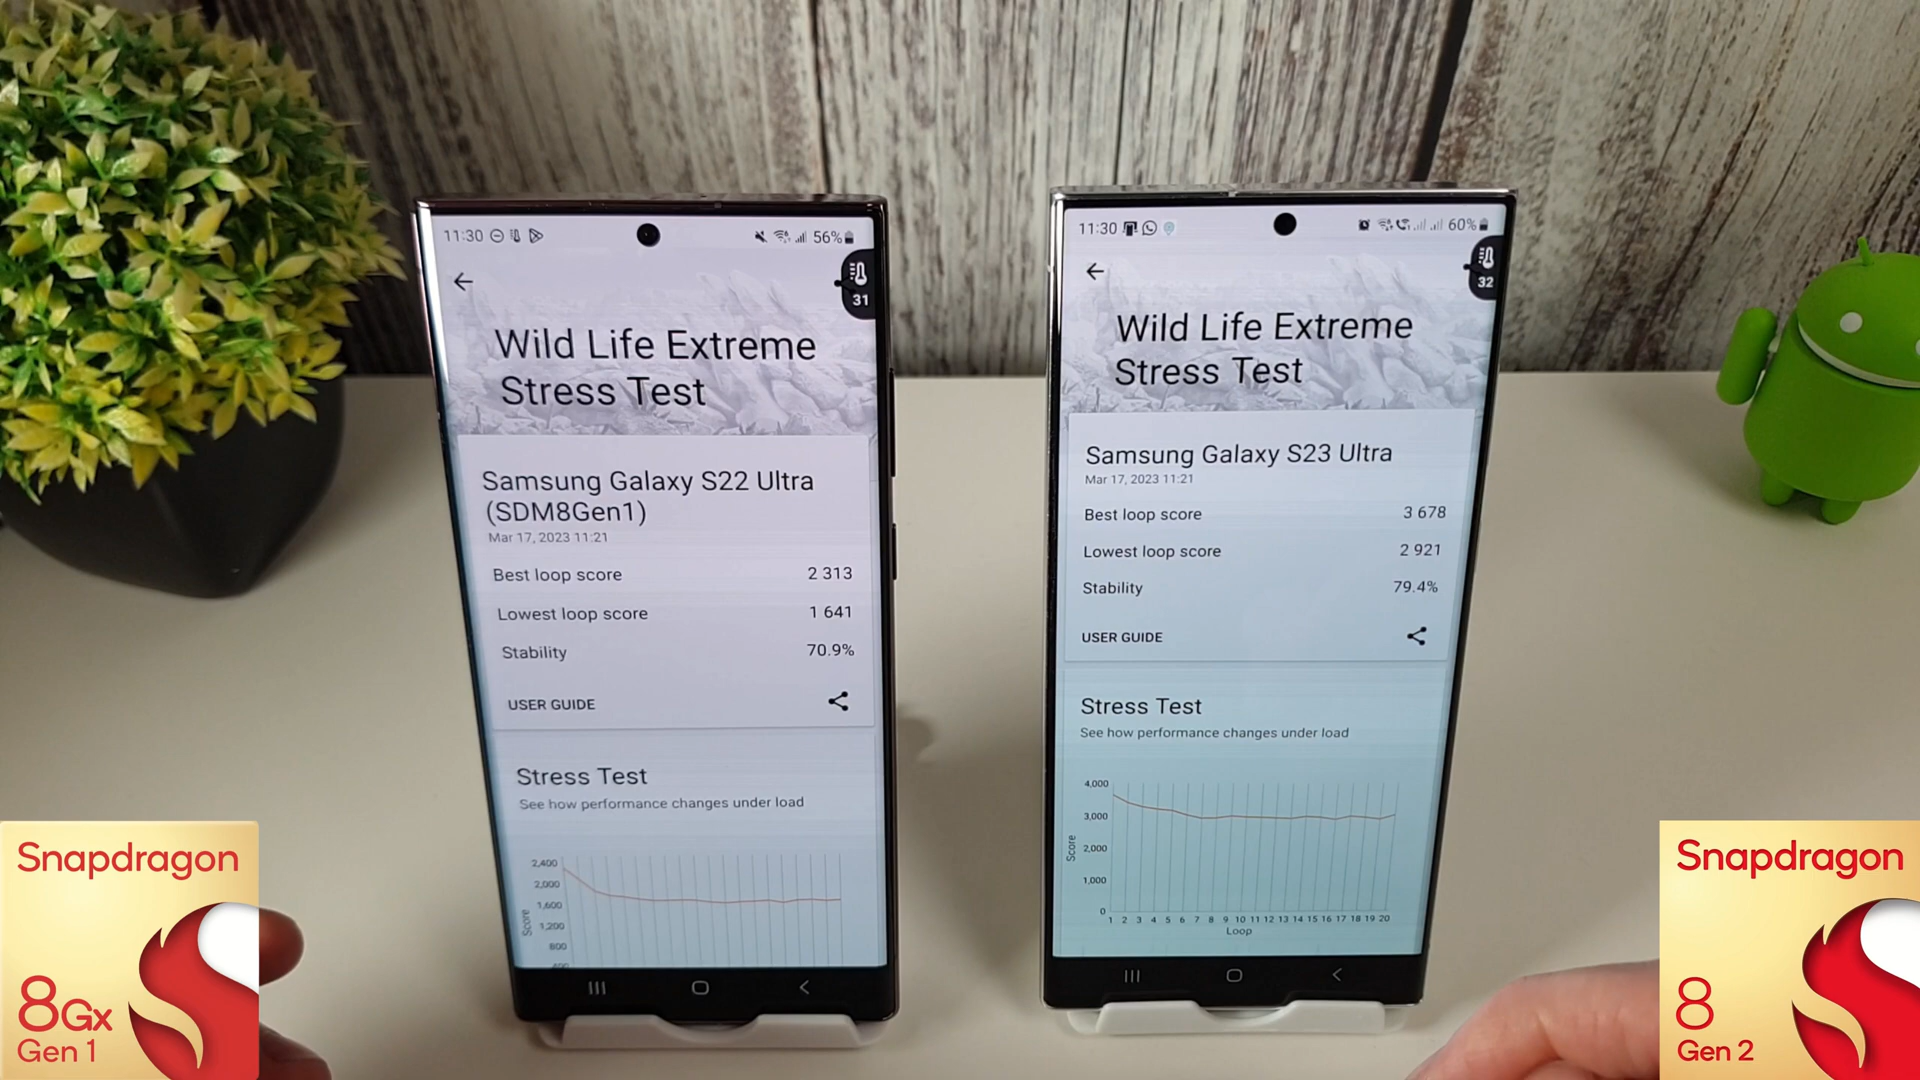 11:30
56%
31
Wild Life Extreme
Stress Test
Samsung Galaxy S22 Ultra
(SDM8Gen1)
Mar 17, 2023 11:21
Best loop score 2 313
Lowest loop score 1 641
Stability 70.9%
USER GUIDE
Stress Test
See how performance changes under load
2,400
2,000
1,600
1,200
800
Score
11:30
60%
32
Wild Life Extreme
Stress Test
Samsung Galaxy S23 Ultra
Mar 17, 2023 11:21
Best loop score 3 678
Lowest loop score 2 921
Stability 79.4%
USER GUIDE
Stress Test
See how performance changes under load
4,000
3,000
2,000
1,000
0
Score
1 2 3 4 5 6 7 8 9 10 11 12 13 14 15 16 17 18 19 20
Loop
Snapdragon
8Gx
Gen 1
Snapdragon
8
Gen 2